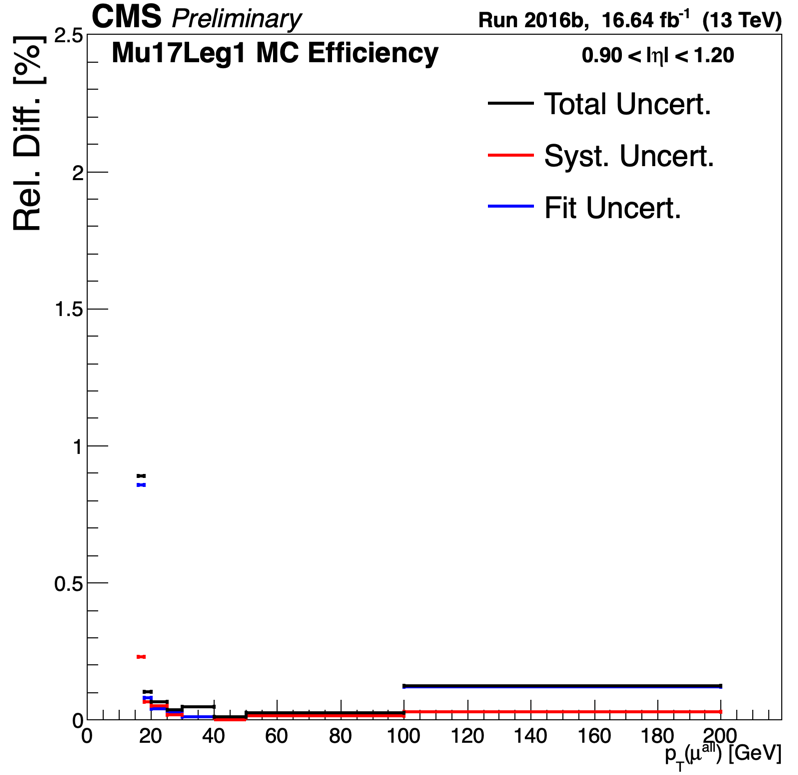 CMS Preliminary Run 2016b, 16.64 fb⁻¹ (13 TeV)
Mu17Leg1 MC Efficiency 0.90 < |η| < 1.20
Total Uncert.
Syst. Uncert.
Fit Uncert.
Rel. Diff. [%]
2.5
2
1.5
1
0.5
0
0 20 40 60 80 100 120 140 160 180 200
p_T(μ^all) [GeV]